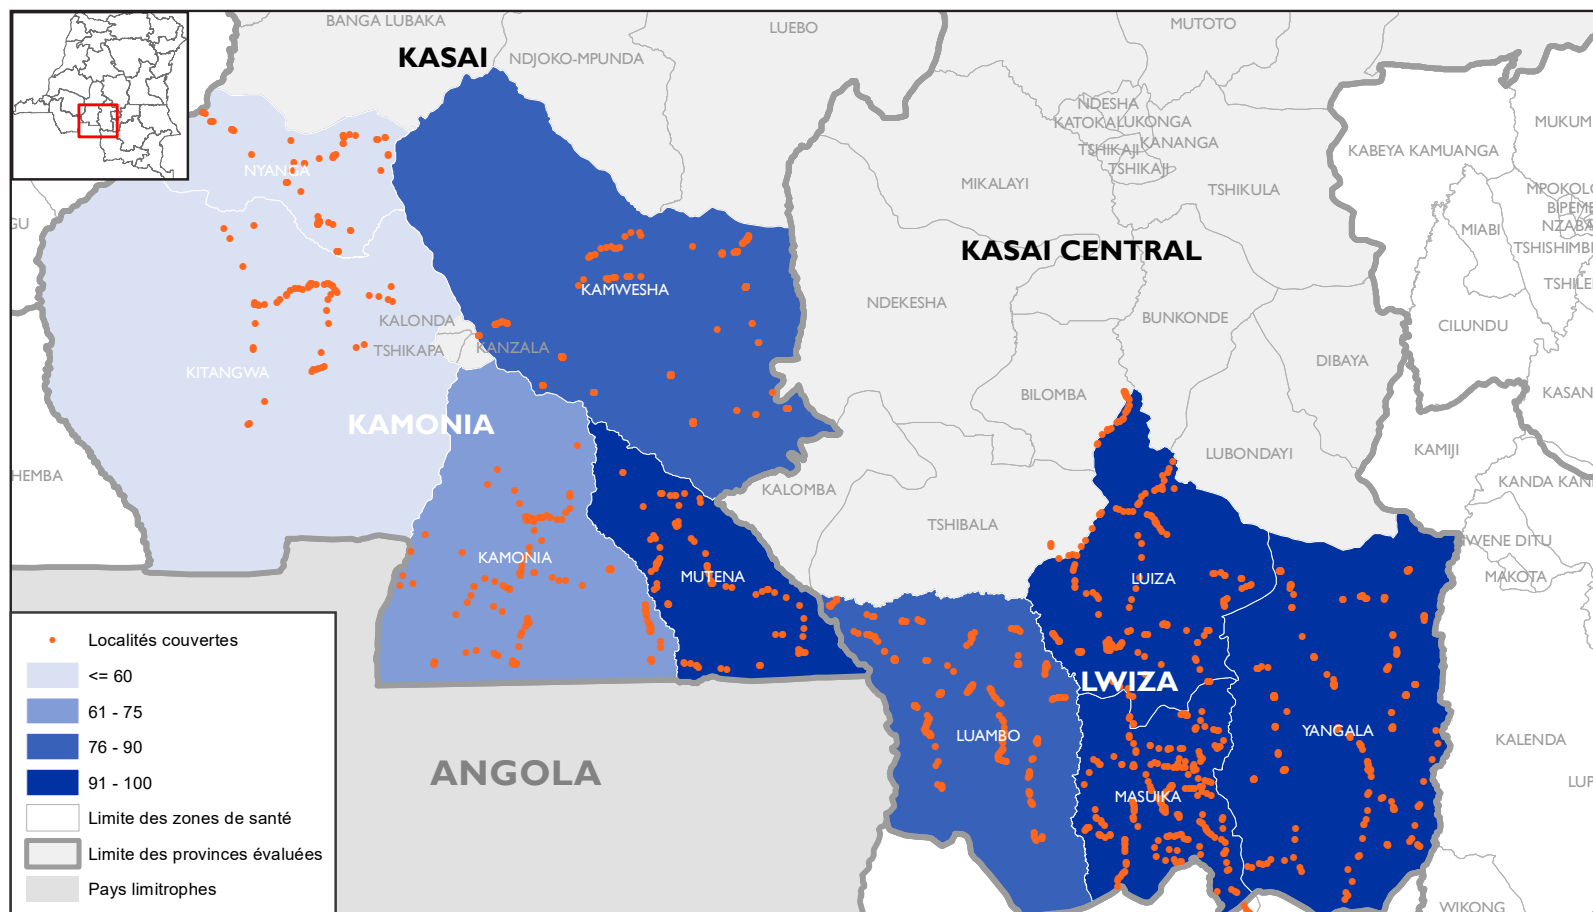 BANGA LUBAKA
LUEBO
MUTOTO
KASAI
NDJOKO-MPUNDA
NDESHA
KATOKA
LUKONGA
MUKUM
TSHIKAJI
KANANGA
KABEYA KAMUANGA
TSHIKAJI
NYANGA
MIKALAYI
TSHIKULA
MPOKOLO
BIPEMB
GU
NZABA
MIABI
TSHISHIMBI
KASAI CENTRAL
TSHILE
KAMWESHA
NDEKESHA
KALONDA
BUNKONDE
CILUNDU
TSHIKAPA
KANZALA
DIBAYA
KITANGWA
BILOMBA
KASAN
KAMONIA
KAMIJI
LUBONDAYI
HEMBA
KALOMBA
KANDA KANI
TSHIBALA
WENE DITU
KAMONIA
MUTENA
LUIZA
MAKOTA
LWIZA
LUAMBO
YANGALA
KALENDA
ANGOLA
LUP
MASUIKA
WIKONG
Localités couvertes
<= 60
61 - 75
76 - 90
91 - 100
Limite des zones de santé
Limite des provinces évaluées
Pays limitrophes